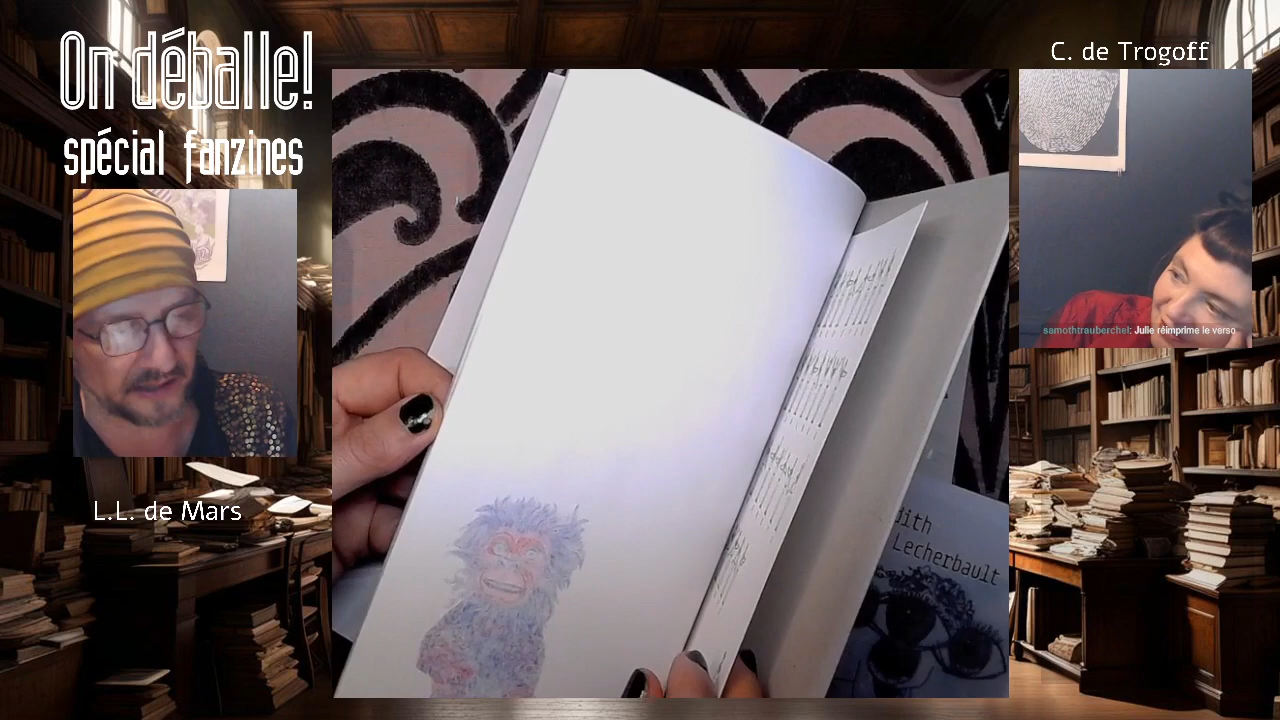 On déballe!
spécial fanzines
C. de Trogoff
samothtrauberchel: Julie réimprime le verso
L.L. de Mars
dith
Lecherbault